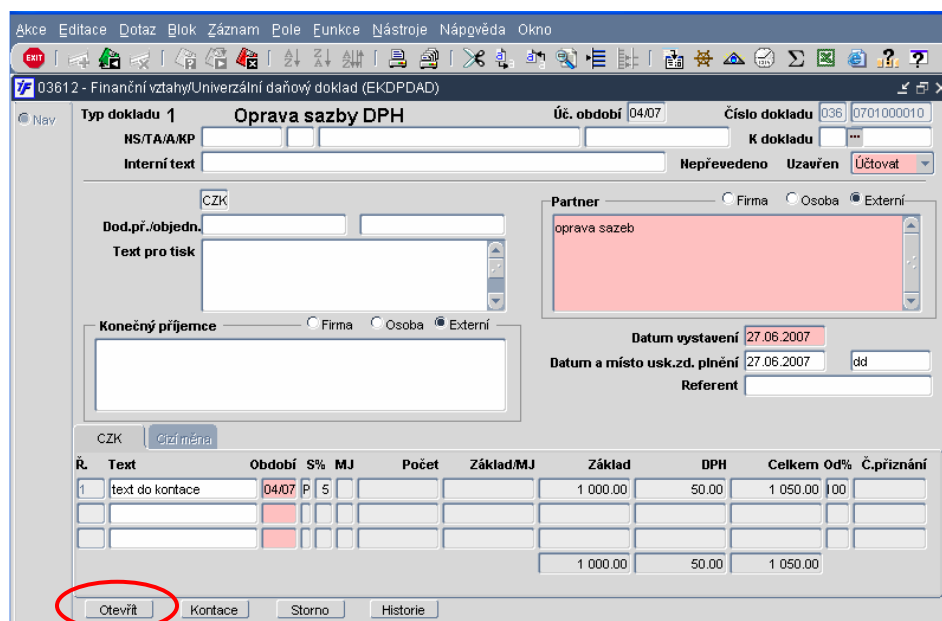 Akce Editace Dotaz Blok Záznam Pole Funkce Nástroje Nápověda Okno
EXIT
03612 - Finanční vztahy/Univerzální daňový doklad (EKDPDAD)
Nav
Typ dokladu 1 Oprava sazby DPH Úč. období 04/07 Číslo dokladu 036 0701000010
NS/TA/A/KP K dokladu ...
Interní text Nepřevedeno Uzavřen Účtovat
CZK
Partner Firma Osoba Externí
Dod.př./objedn. oprava sazeb
Text pro tisk
Konečný příjemce Firma Osoba Externí
Datum vystavení 27.06.2007
Datum a místo usk.zd. plnění 27.06.2007 dd
Referent
CZK Cizí měna
Ř. Text Období S% MJ Počet Základ/MJ Základ DPH Celkem Od% Č.přiznání
1 text do kontace 04/07 P 5 1 000.00 50.00 1 050.00 100
1 000.00 50.00 1 050.00
Otevřít Kontace Storno Historie